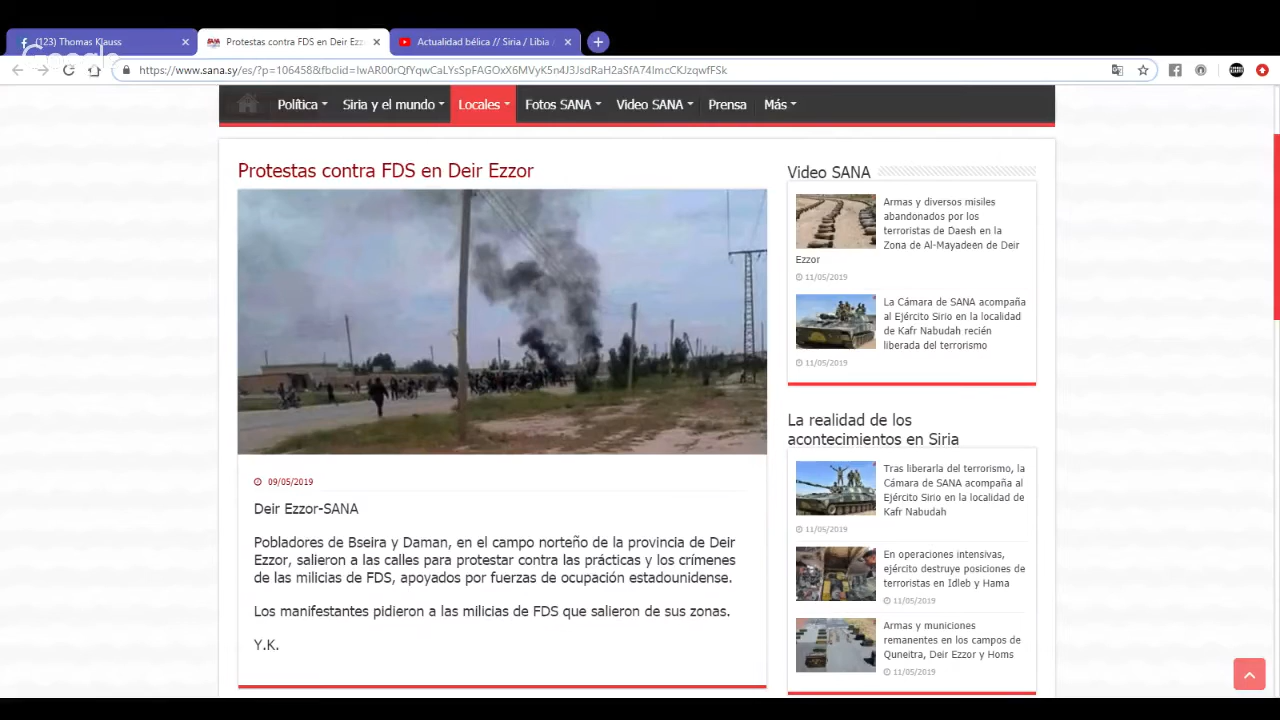 (123) Thomas Klauss
Protestas contra FDS en Deir Ezz
Actualidad bélica // Siria / Libia
Google
https://www.sana.sy/es/?p=106458&fbclid=IwAR00rQfYqwCaLYsSpFAGOxX6MVyK5n4J3JsdRaH2aSfA74ImcCKJzqwfFSk
Política
Siria y el mundo
Locales
Fotos SANA
Video SANA
Prensa
Más
Protestas contra FDS en Deir Ezzor
09/05/2019
Deir Ezzor-SANA
Pobladores de Bseira y Daman, en el campo norteño de la provincia de Deir
Ezzor, salieron a las calles para protestar contra las prácticas y los crímenes
de las milicias de FDS, apoyados por fuerzas de ocupación estadounidense.
Los manifestantes pidieron a las milicias de FDS que salieron de sus zonas.
Y.K.
Video SANA
Armas y diversos misiles
abandonados por los
terroristas de Daesh en la
Zona de Al-Mayadeen de Deir
Ezzor
11/05/2019
La Cámara de SANA acompaña
al Ejército Sirio en la localidad
de Kafr Nabudah recién
liberada del terrorismo
11/05/2019
La realidad de los
acontecimientos en Siria
Tras liberarla del terrorismo, la
Cámara de SANA acompaña al
Ejército Sirio en la localidad de
Kafr Nabudah
11/05/2019
En operaciones intensivas,
ejército destruye posiciones de
terroristas en Idleb y Hama
11/05/2019
Armas y municiones
remanentes en los campos de
Quneitra, Deir Ezzor y Homs
11/05/2019